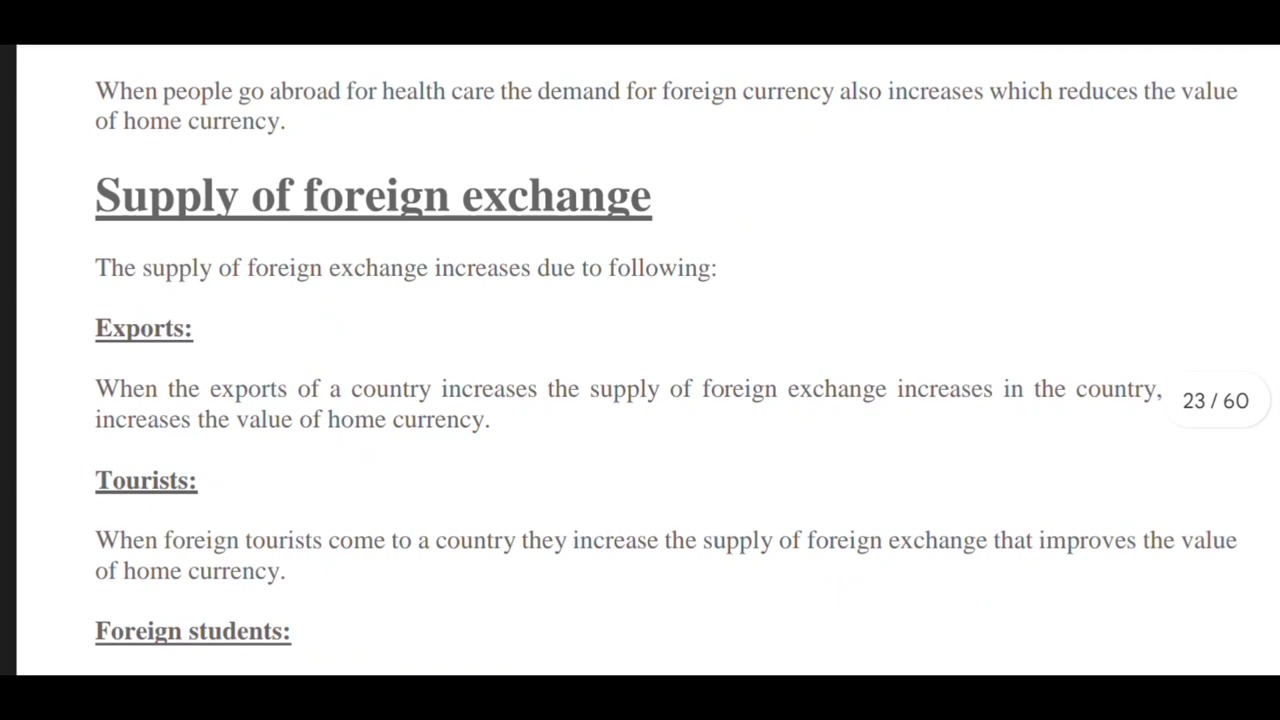 When people go abroad for health care the demand for foreign currency also increases which reduces the value
of home currency.
Supply of foreign exchange
The supply of foreign exchange increases due to following:
Exports:
When the exports of a country increases the supply of foreign exchange increases in the country,
increases the value of home currency.
23 / 60
Tourists:
When foreign tourists come to a country they increase the supply of foreign exchange that improves the value
of home currency.
Foreign students: